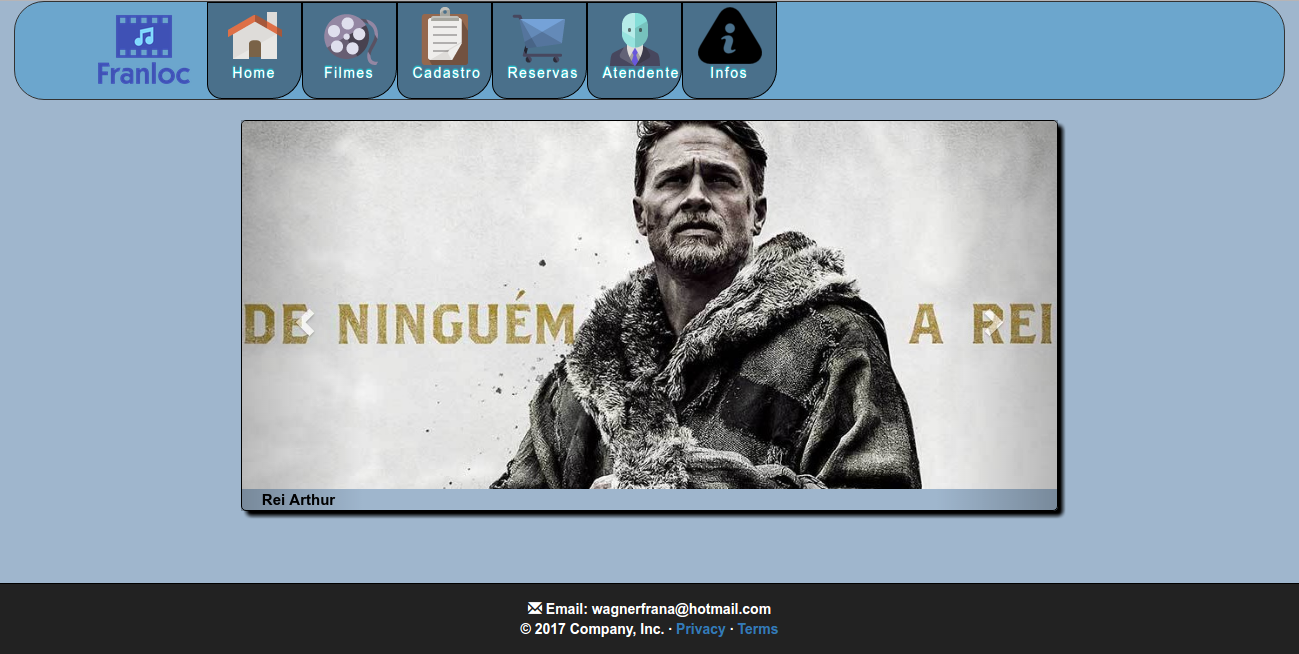 Franloc
Home Filmes Cadastro Reservas Atendente Infos
DE NINGUÉM A REI
Rei Arthur
Email: wagnerfrana@hotmail.com
© 2017 Company, Inc. · Privacy · Terms